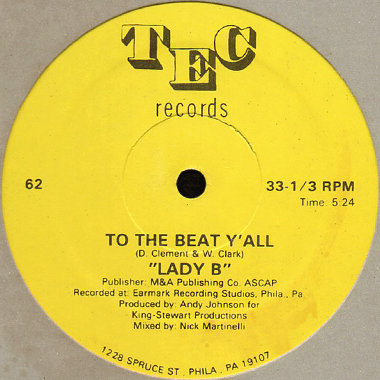 TEC
records
62
33-1/3 RPM
Time: 5:24
TO THE BEAT Y'ALL
(D. Clement & W. Clark)
"LADY B"
Publisher: M&A Publishing Co. ASCAP
Recorded at: Earmark Recording Studios, Phila., Pa.
Produced by: Andy Johnson for
King-Stewart Productions
Mixed by: Nick Martinelli
1228 SPRUCE ST., PHILA., PA 19107